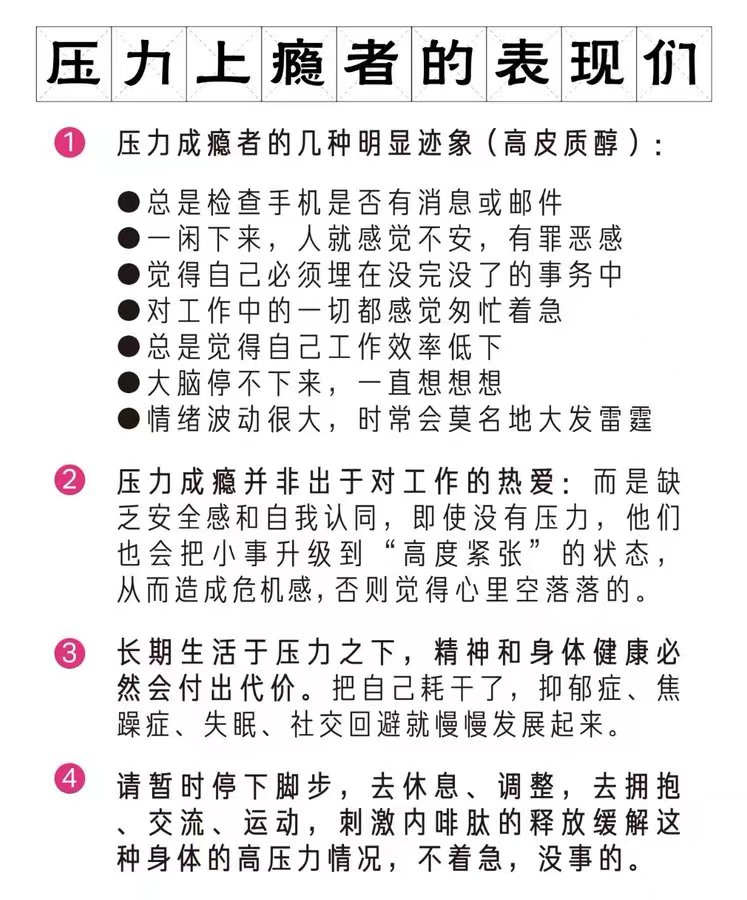 压力上瘾者的表现们
1 压力成瘾者的几种明显迹象（高皮质醇）：
●总是检查手机是否有消息或邮件
●一闲下来，人就感觉不安，有罪恶感
●觉得自己必须埋在没完没了的事务中
●对工作中的一切都感觉匆忙着急
●总是觉得自己工作效率低下
●大脑停不下来，一直想想想
●情绪波动很大，时常会莫名地大发雷霆
2 压力成瘾并非出于对工作的热爱：而是缺
乏安全感和自我认同，即使没有压力，他们
也会把小事升级到“高度紧张”的状态，
从而造成危机感，否则觉得心里空落落的。
3 长期生活于压力之下，精神和身体健康必
然会付出代价。把自己耗干了，抑郁症、焦
躁症、失眠、社交回避就慢慢发展起来。
4 请暂时停下脚步，去休息、调整，去拥抱
、交流、运动，刺激内啡肽的释放缓解这
种身体的高压力情况，不着急，没事的。